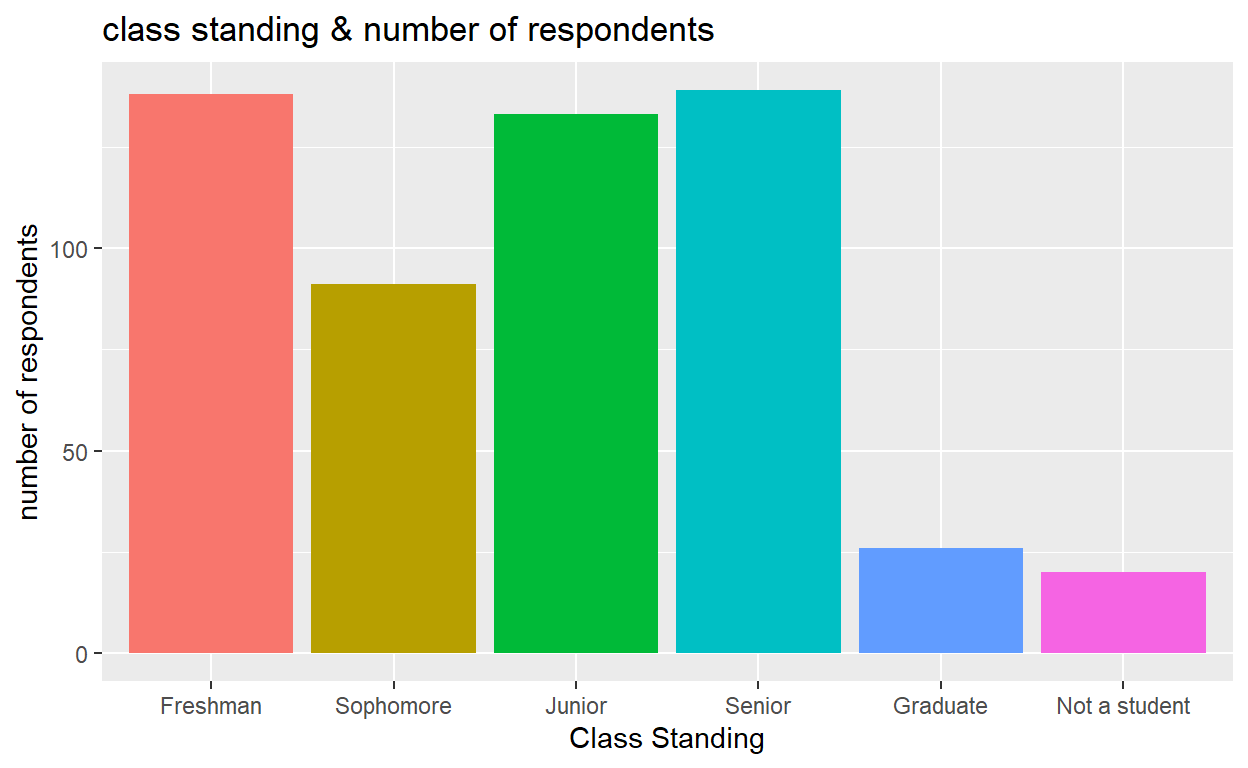 class standing & number of respondents
number of respondents
100
50
0
Freshman Sophomore Junior Senior Graduate Not a student
Class Standing